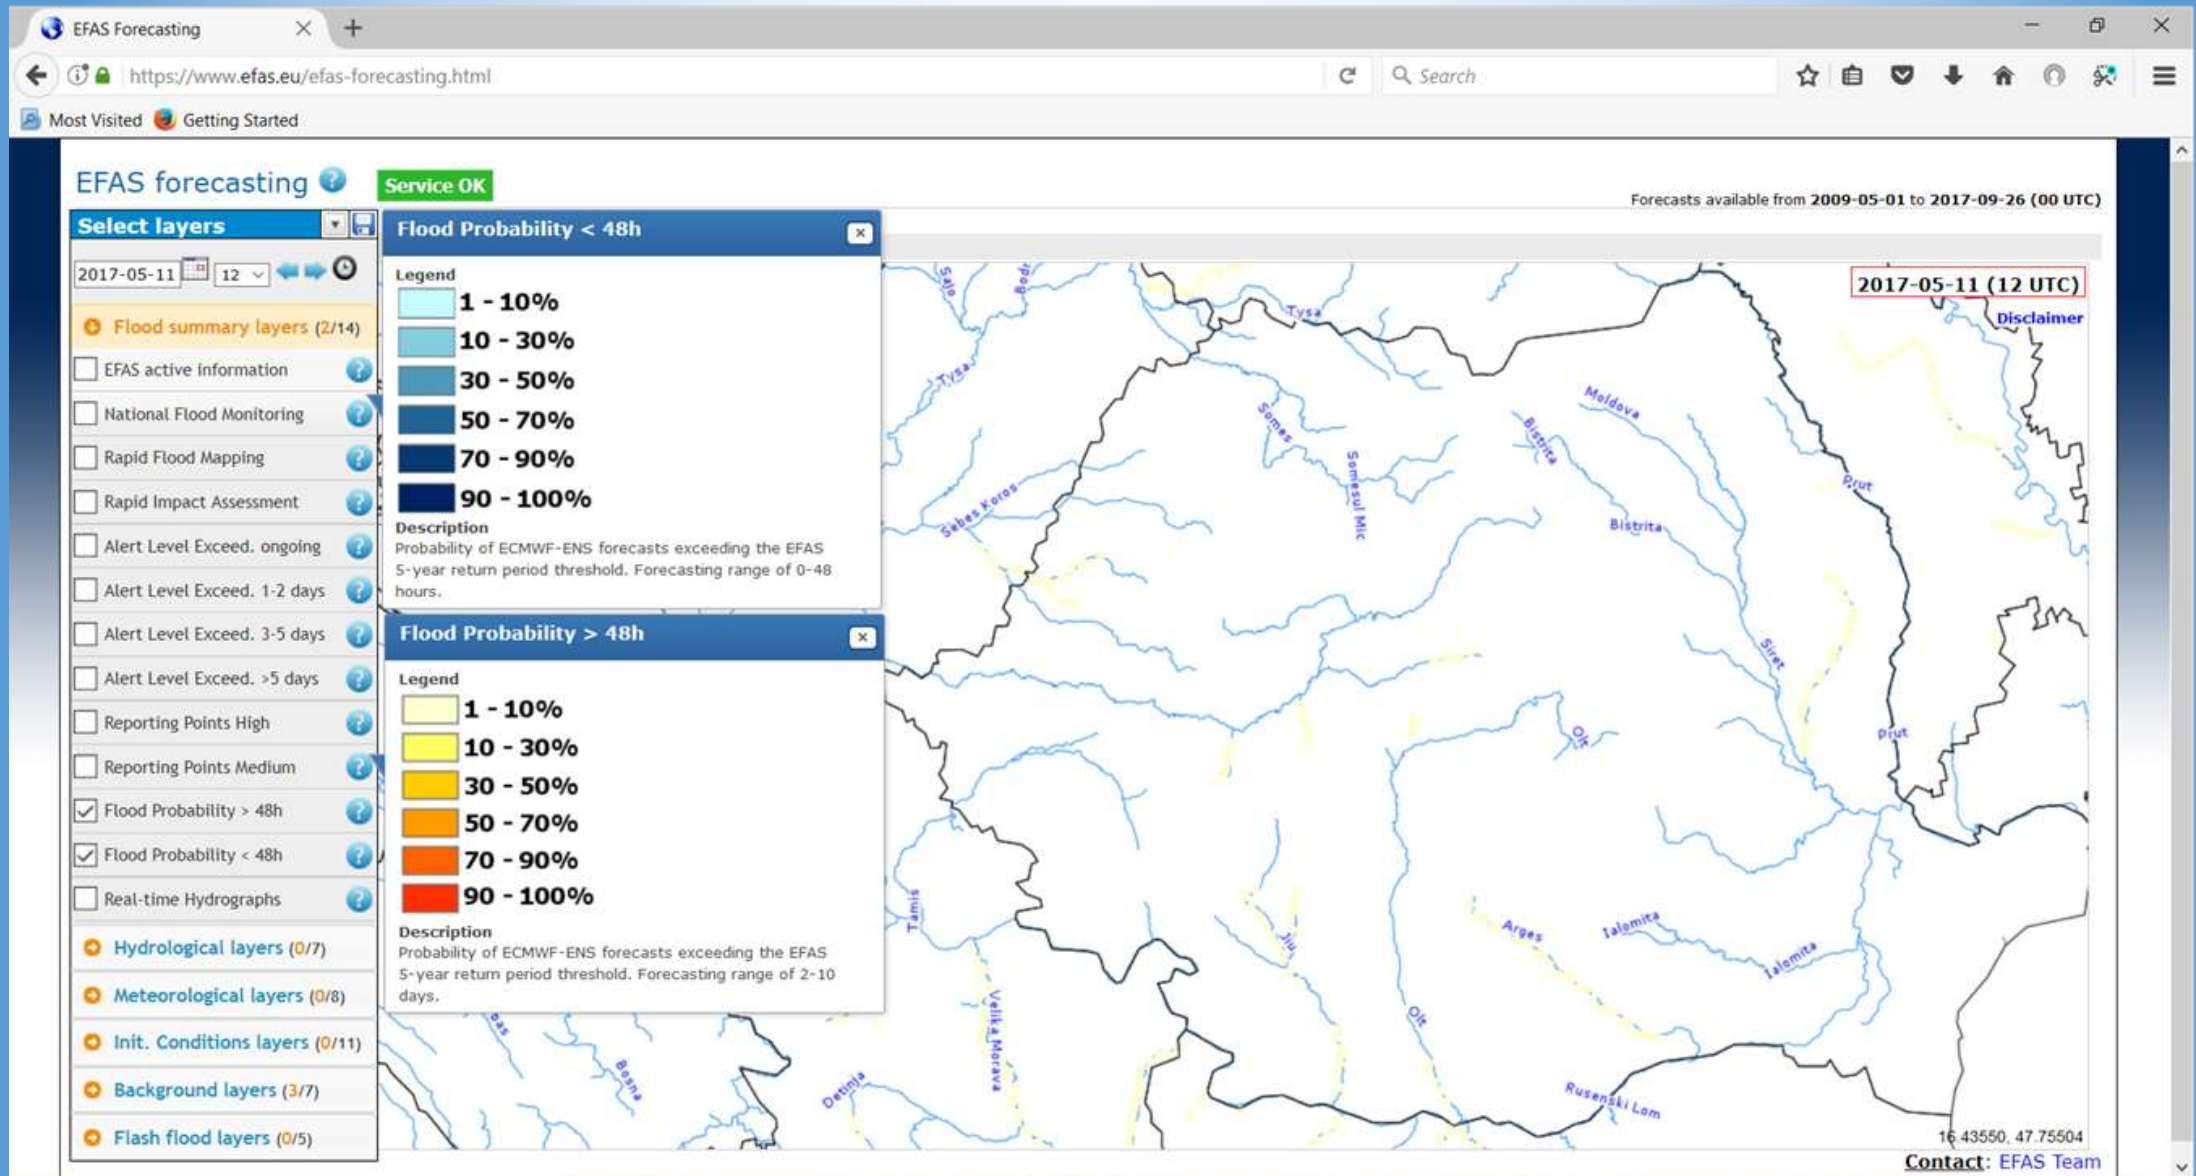 EFAS Forecasting
https://www.efas.eu/efas-forecasting.html
Search
Most Visited
Getting Started
EFAS forecasting
Service OK
Forecasts available from 2009-05-01 to 2017-09-26 (00 UTC)
Select layers
2017-05-11
12
Flood summary layers (2/14)
EFAS active information
National Flood Monitoring
Rapid Flood Mapping
Rapid Impact Assessment
Alert Level Exceed. ongoing
Alert Level Exceed. 1-2 days
Alert Level Exceed. 3-5 days
Alert Level Exceed. >5 days
Reporting Points High
Reporting Points Medium
Flood Probability > 48h
Flood Probability < 48h
Real-time Hydrographs
Hydrological layers (0/7)
Meteorological layers (0/8)
Init. Conditions layers (0/11)
Background layers (3/7)
Flash flood layers (0/5)
Flood Probability < 48h
Legend
1 - 10%
10 - 30%
30 - 50%
50 - 70%
70 - 90%
90 - 100%
Description
Probability of ECMWF-ENS forecasts exceeding the EFAS
5-year return period threshold. Forecasting range of 0-48
hours.
Flood Probability > 48h
Legend
1 - 10%
10 - 30%
30 - 50%
50 - 70%
70 - 90%
90 - 100%
Description
Probability of ECMWF-ENS forecasts exceeding the EFAS
5-year return period threshold. Forecasting range of 2-10
days.
2017-05-11 (12 UTC)
Disclaimer
Sajo
Tysa
Tysa
Somes
Somesul Mic
Sebes Koros
Moldova
Bistrita
Bistrita
Prut
Siret
Prut
Olt
Tamis
Jiu
Arges
Ialomita
Ialomita
Olt
Velika Morava
Bosna
Detinja
Rusenski Lom
16.43550, 47.75504
Contact: EFAS Team